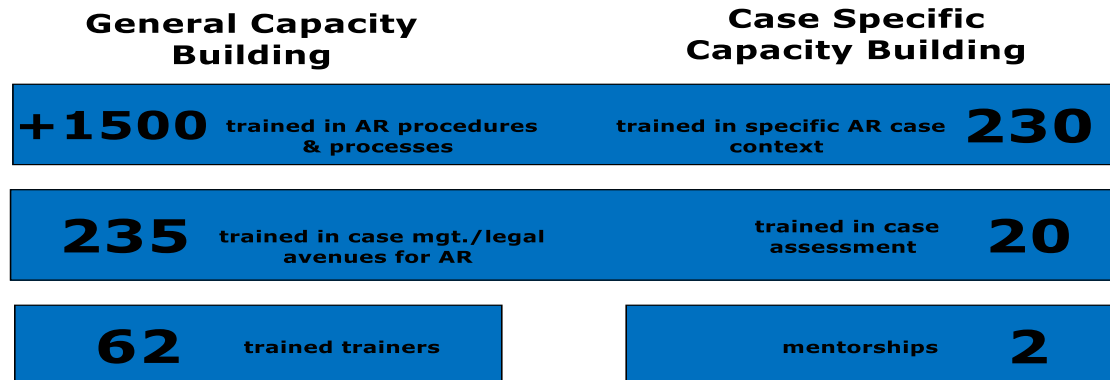 General Capacity
Building
Case Specific
Capacity Building
+1500
trained in AR procedures
& processes
trained in specific AR case
context
230
235
trained in case mgt./legal
avenues for AR
trained in case
assessment
20
62
trained trainers
mentorships
2